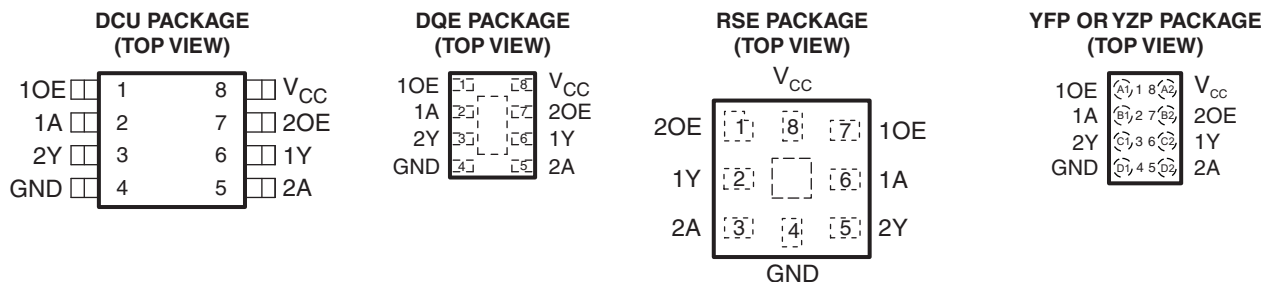 DCU PACKAGE
(TOP VIEW)
1OE 1 8 VCC
1A 2 7 2OE
2Y 3 6 1Y
GND 4 5 2A
DQE PACKAGE
(TOP VIEW)
1OE 1 8 VCC
1A 2 7 2OE
2Y 3 6 1Y
GND 4 5 2A
RSE PACKAGE
(TOP VIEW)
VCC
2OE 1 8 7 1OE
1Y 2 6 1A
2A 3 4 5 2Y
GND
YFP OR YZP PACKAGE
(TOP VIEW)
1OE A1 1 8 A2 VCC
1A B1 2 7 B2 2OE
2Y C1 3 6 C2 1Y
GND D1 4 5 D2 2A